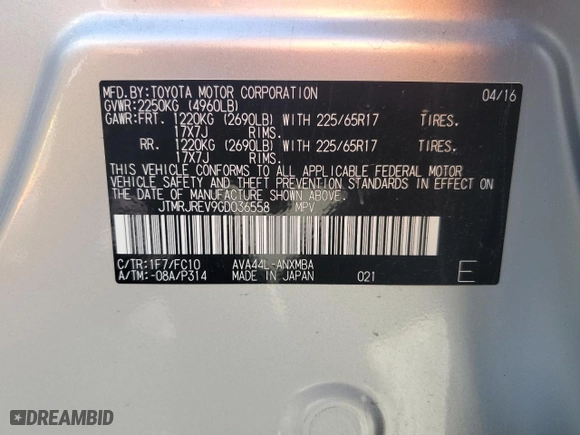 MFD.BY:TOYOTA MOTOR CORPORATION 04/16
GVWR:2250KG (4960LB)
GAWR:FRT. 1220KG (2690LB) WITH 225/65R17 TIRES.
17X7J RIMS.
RR. 1220KG (2690LB) WITH 225/65R17 TIRES.
17X7J RIMS.
THIS VEHICLE CONFORMS TO ALL APPLICABLE FEDERAL MOTOR
VEHICLE SAFETY AND THEFT PREVENTION STANDARDS IN EFFECT ON
THE DATE OF MANUFACTURE SHOWN ABOVE.
JTMRJREV9GD036558 MPV
C/TR:1F7/FC10 AVA44L-ANXMBA
A/TM:-08A/P314 MADE IN JAPAN 021 E
DREAMBID